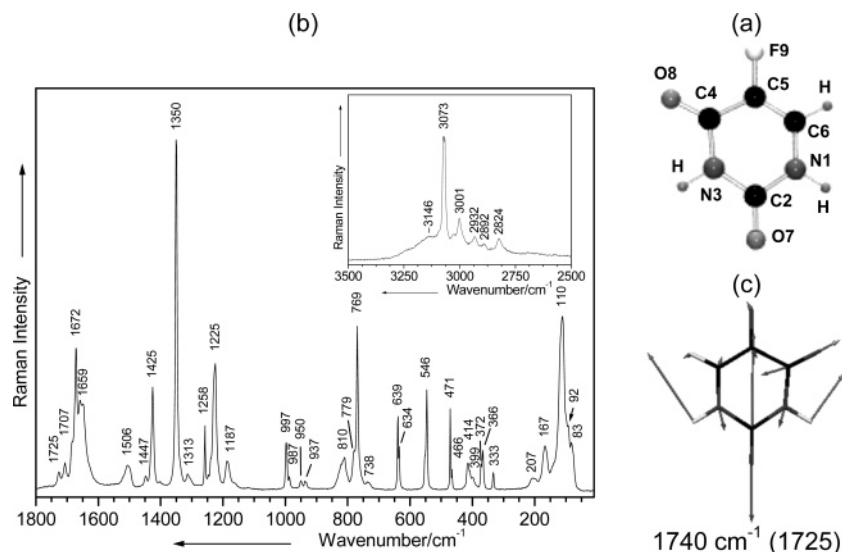 (b)
(a)
F9
O8
C4
C5
H
C6
H
N1
N3
C2
H
O7
Raman Intensity
1725
1707
1672
1659
1506
1447
1425
1350
1313
1258
1225
1187
997
987
950
937
810
779
769
738
639
634
546
471
466
414
399
372
366
333
207
167
110
92
83
1800 1600 1400 1200 1000 800 600 400 200
Wavenumber/cm-1
Raman Intensity
3146
3073
3001
2932
2892
2824
3500 3250 3000 2750 2500
Wavenumber/cm-1
(c)
1740 cm-1 (1725)